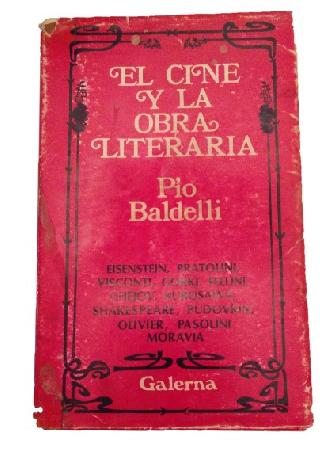 EL CINE
Y LA
OBRA
LITERARIA
Pio
Baldelli
EISENSTEIN, PRATOLINI,
VISCONTI, GORKI, FELLINI,
CHEJOV, KUROSAWA,
SHAKESPEARE, PUDOVKIN,
OLIVIER, PASOLINI
MORAVIA
Galerna